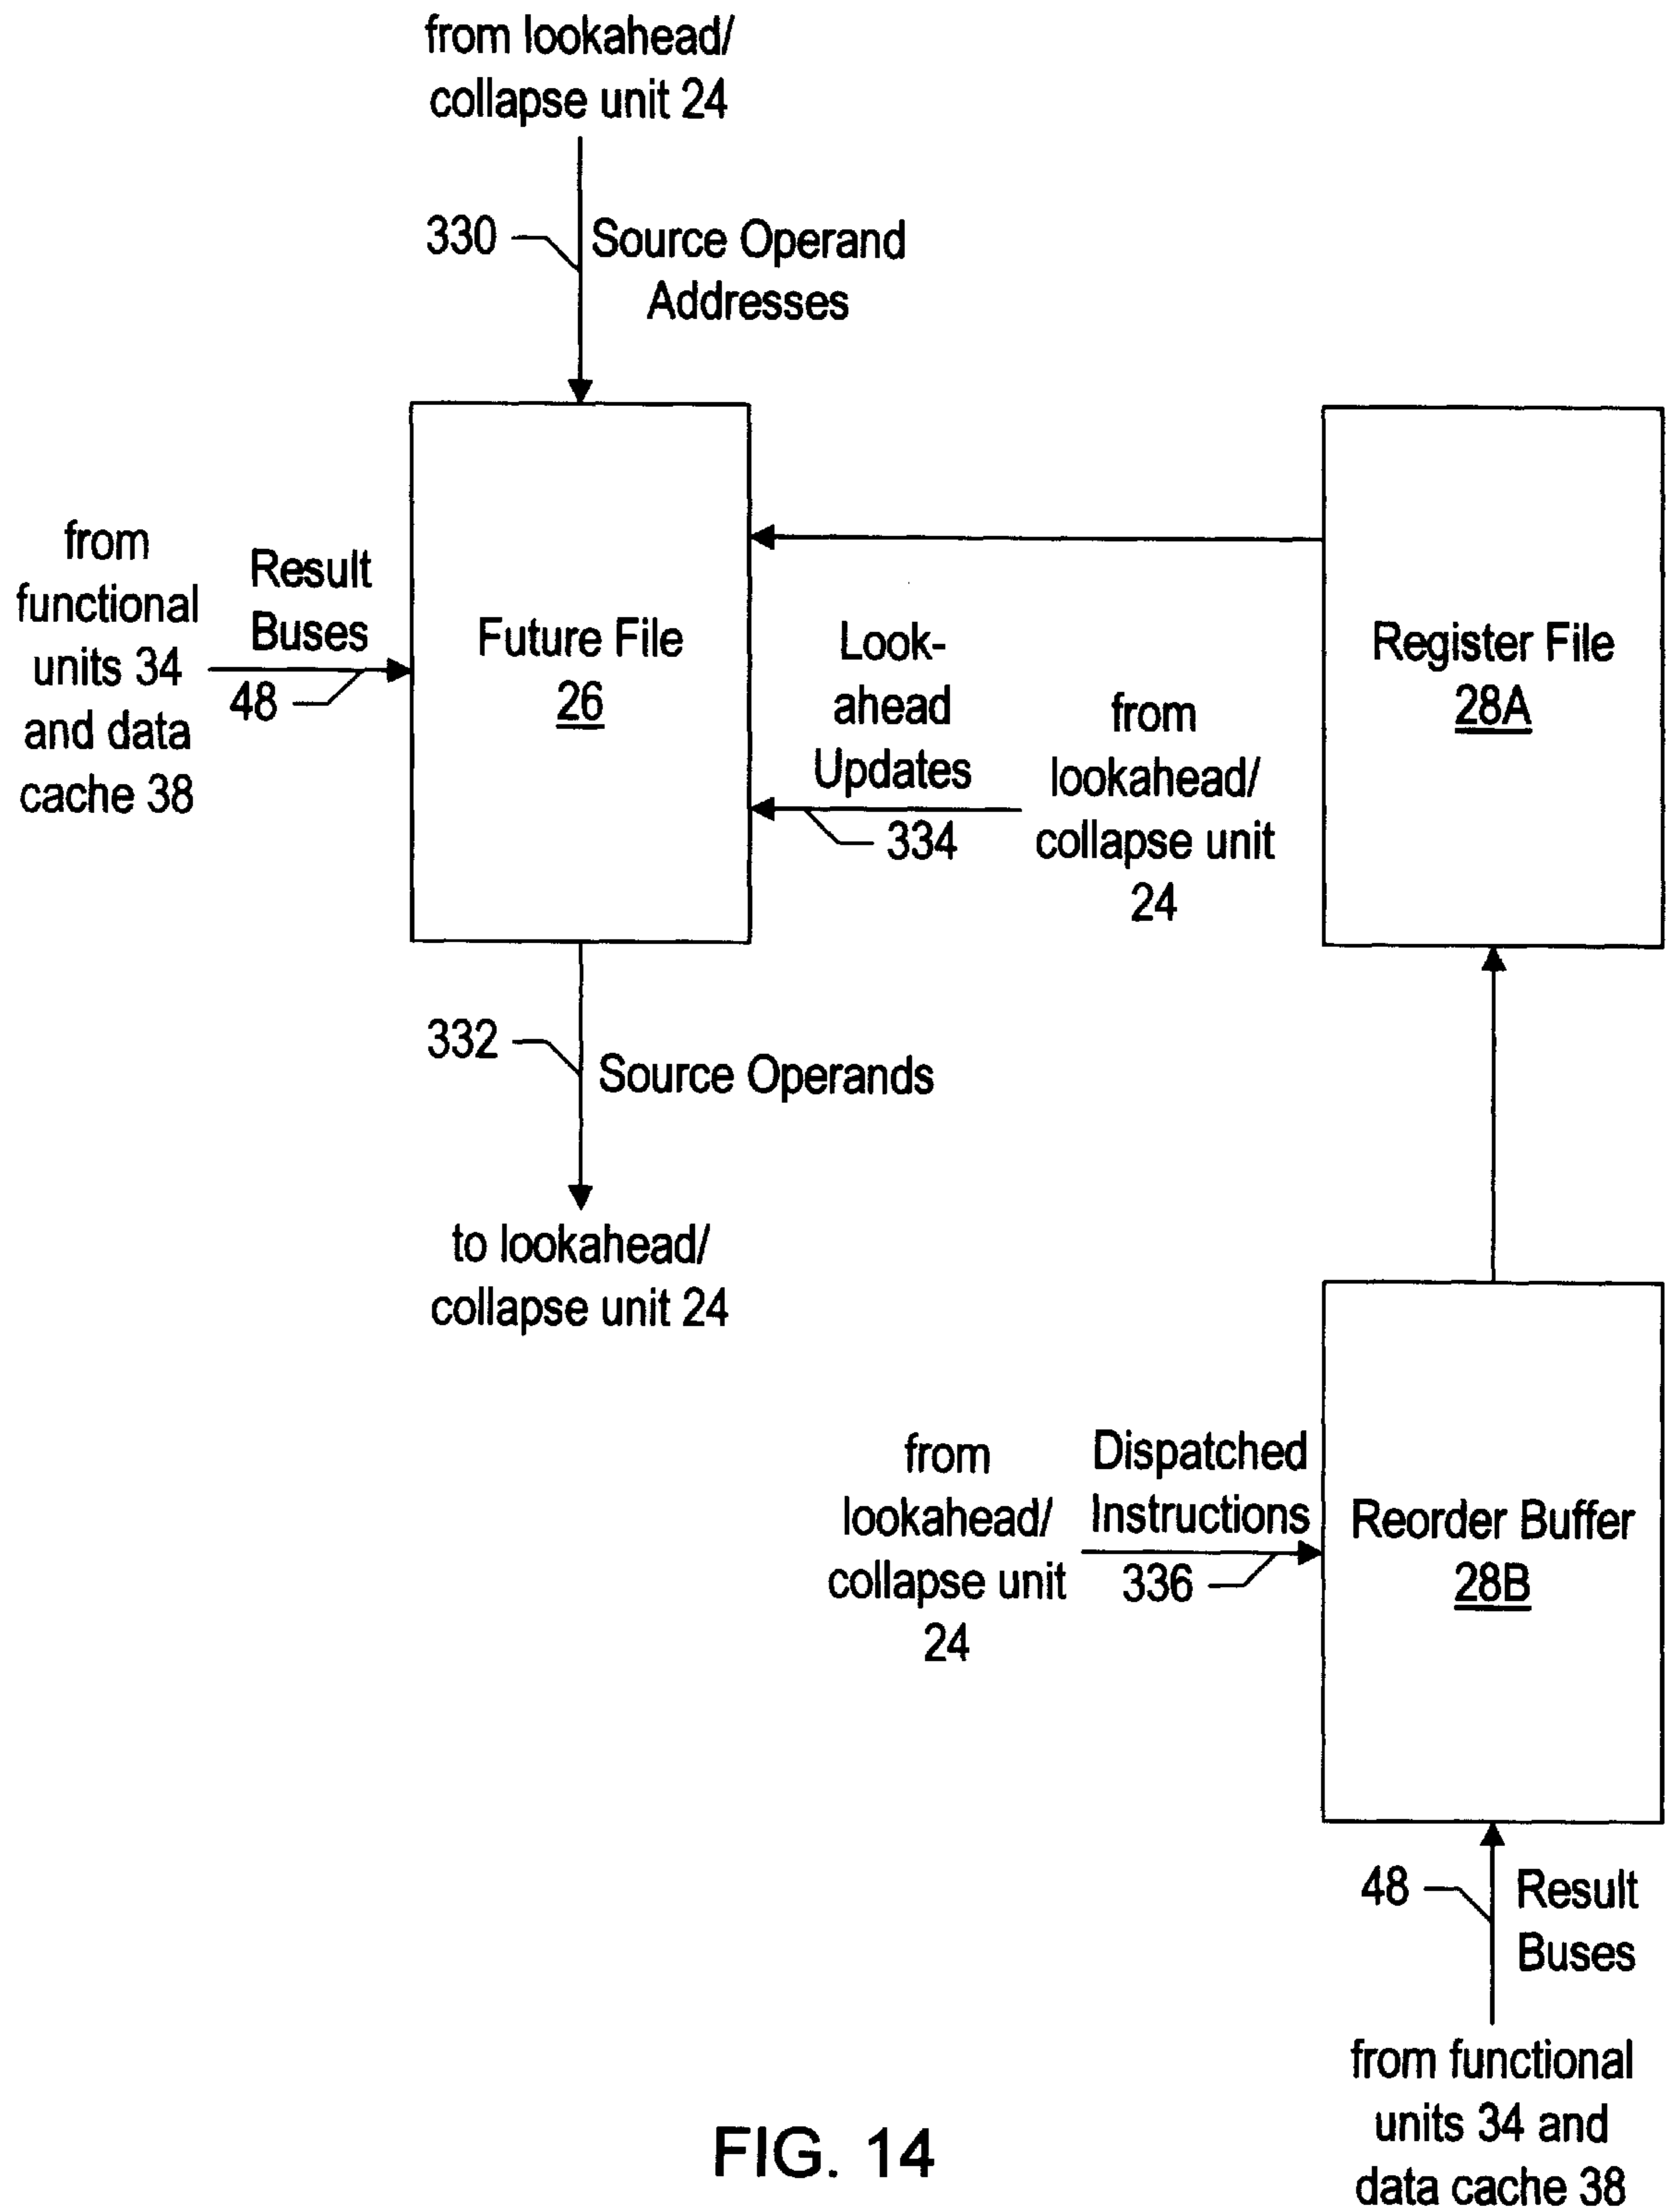 from lookahead/
collapse unit 24
330
Source Operand
Addresses
from
functional
units 34
and data
cache 38
Result
Buses
48
Future File
26
Look-
ahead
Updates
334
from
lookahead/
collapse unit
24
Register File
28A
332
Source Operands
to lookahead/
collapse unit 24
from
lookahead/
collapse unit
24
Dispatched
Instructions
336
Reorder Buffer
28B
48
Result
Buses
from functional
units 34 and
data cache 38
FIG. 14